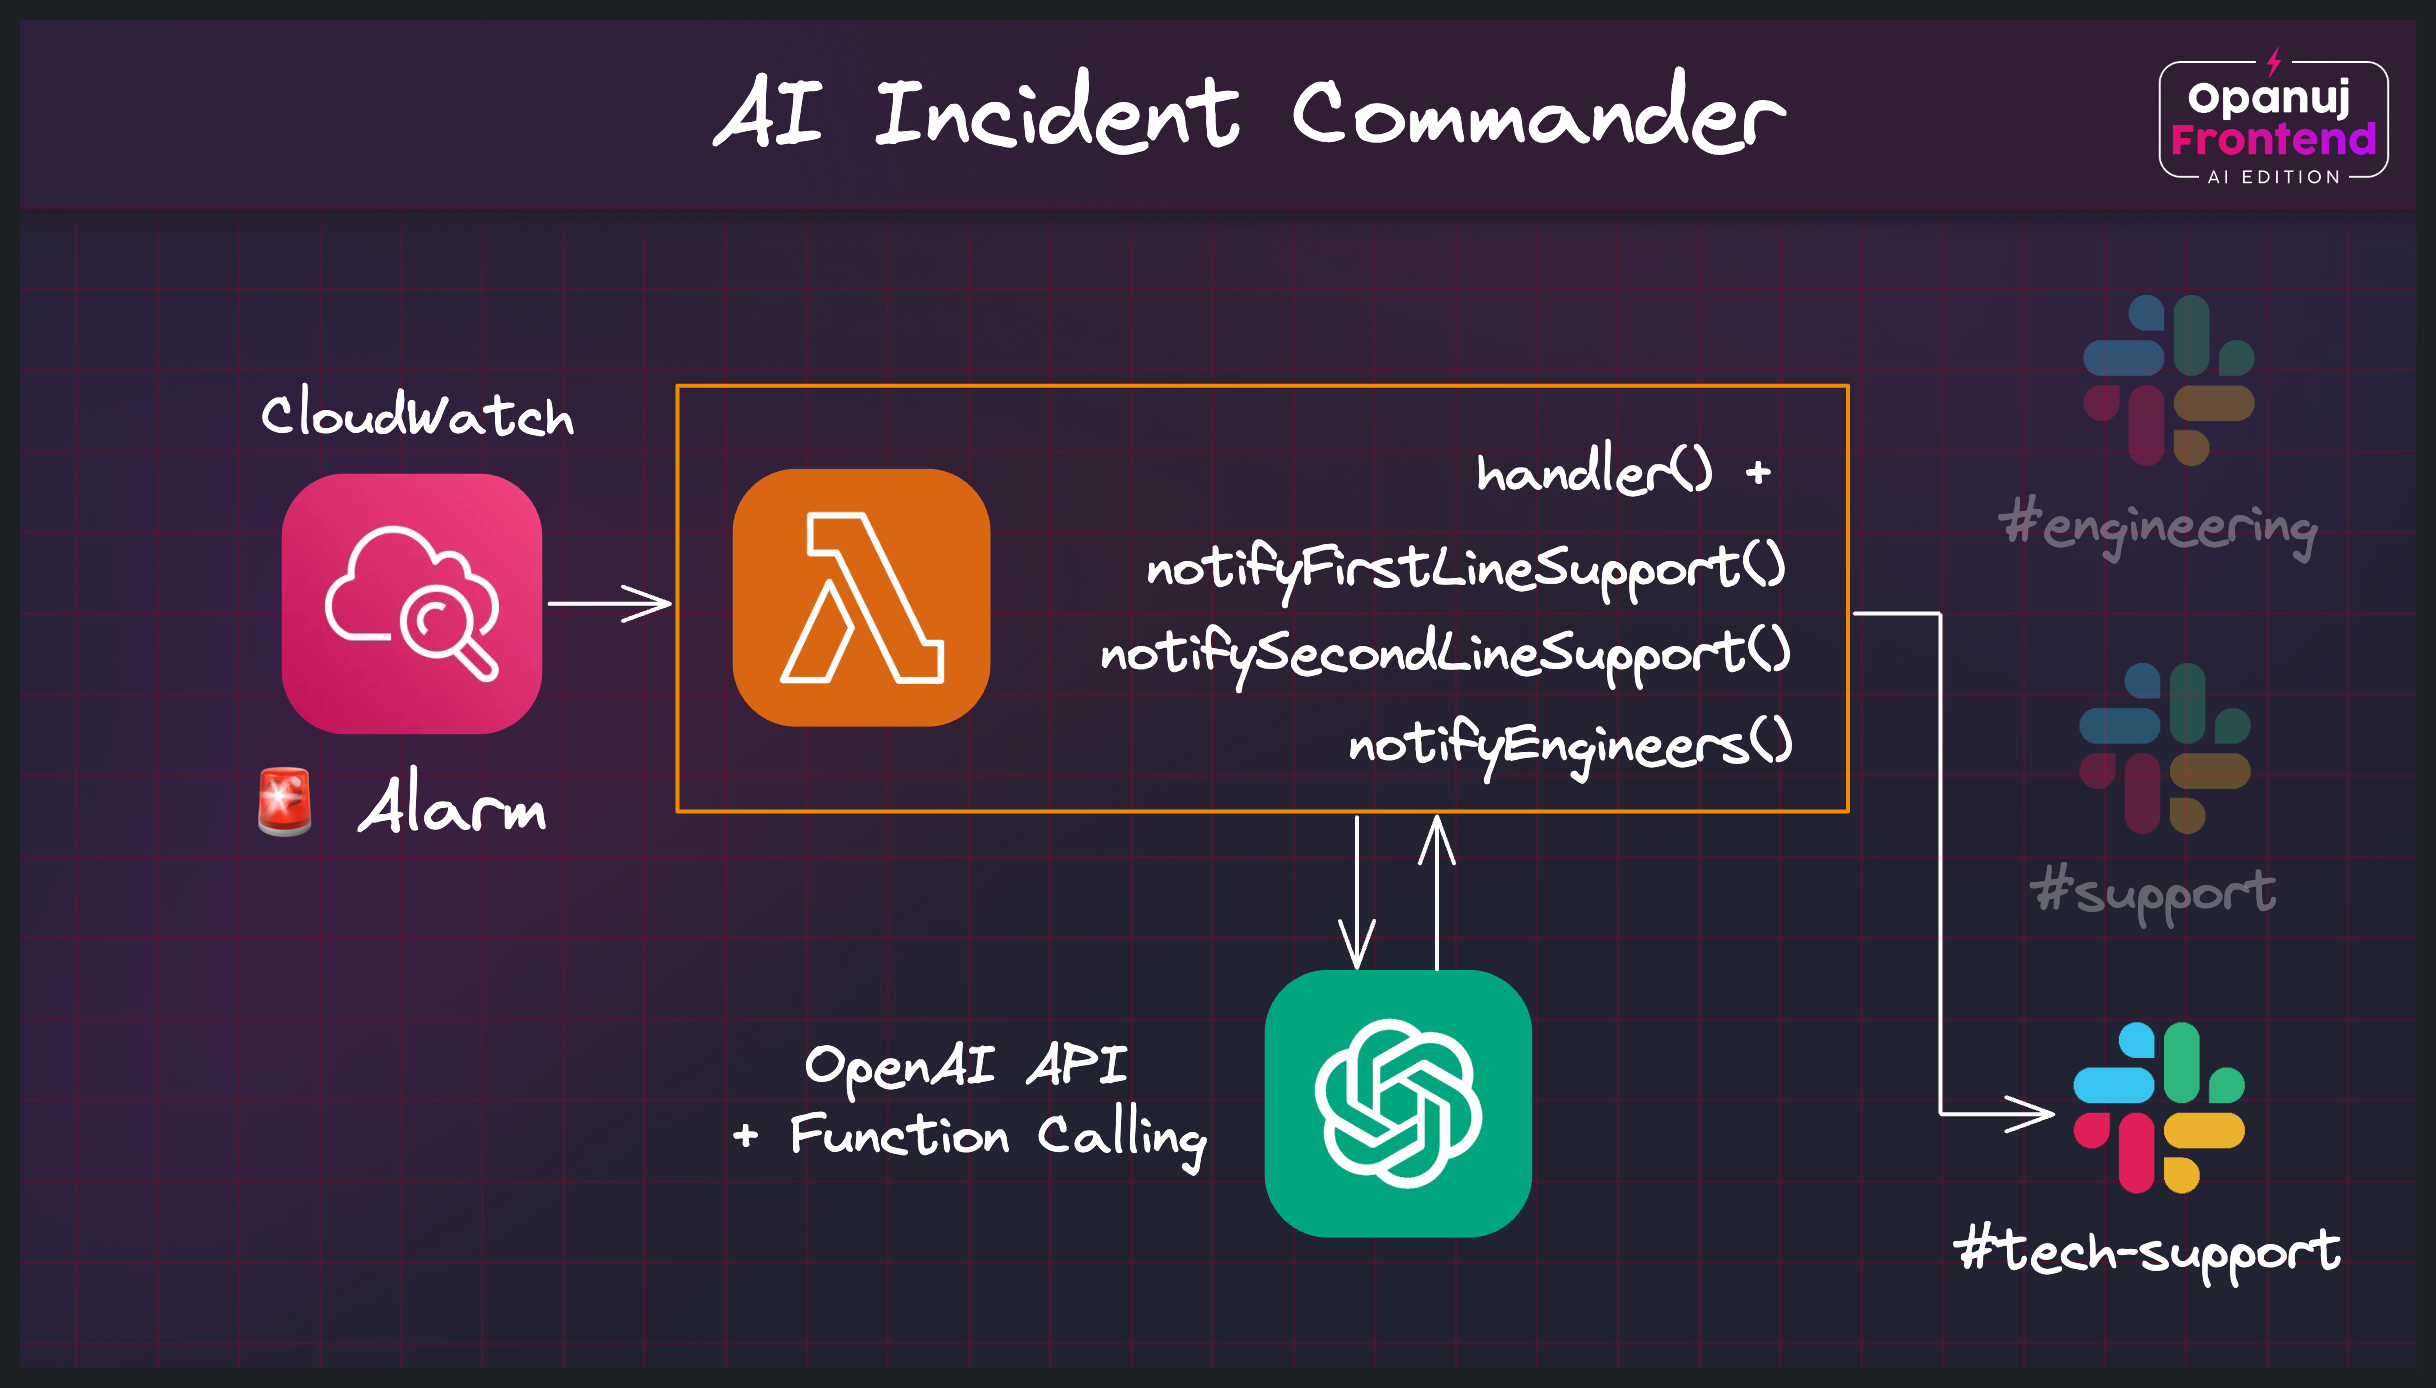 AI Incident Commander
Opanuj
Frontend
AI EDITION
CloudWatch
Alarm
handler() +
notifyFirstLineSupport()
notifySecondLineSupport()
notifyEngineers()
OpenAI API
+ Function Calling
#engineering
#support
#tech-support